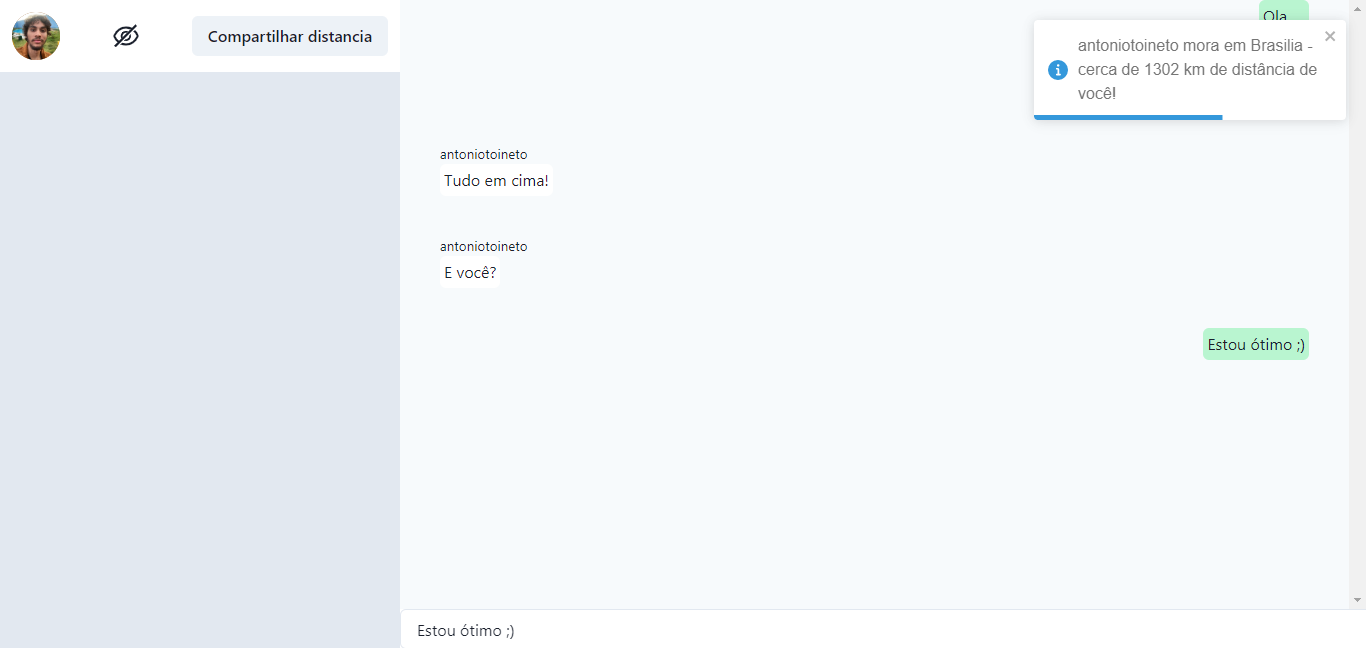 Compartilhar distancia
Ola
antoniotoineto mora em Brasilia -
cerca de 1302 km de distância de
você!
antoniotoineto
Tudo em cima!
antoniotoineto
E você?
Estou ótimo ;)
Estou ótimo ;)